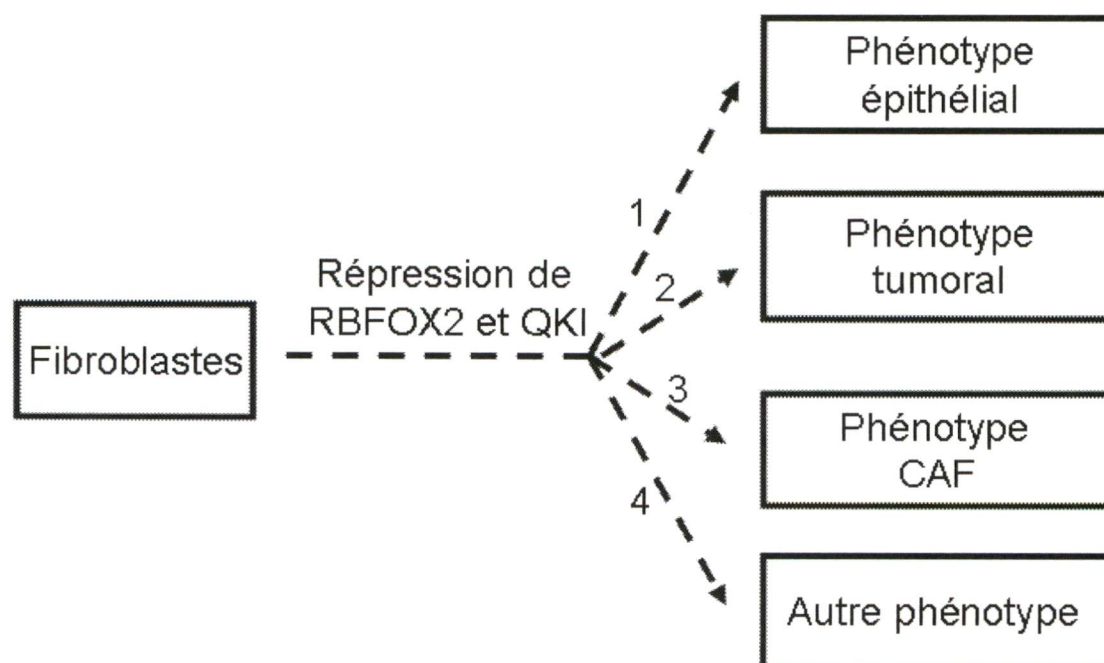 Phénotype
épithélial
1
Phénotype
tumoral
2
Répression de
RBFOX2 et QKI
Fibroblastes
3
Phénotype
CAF
4
Autre phénotype